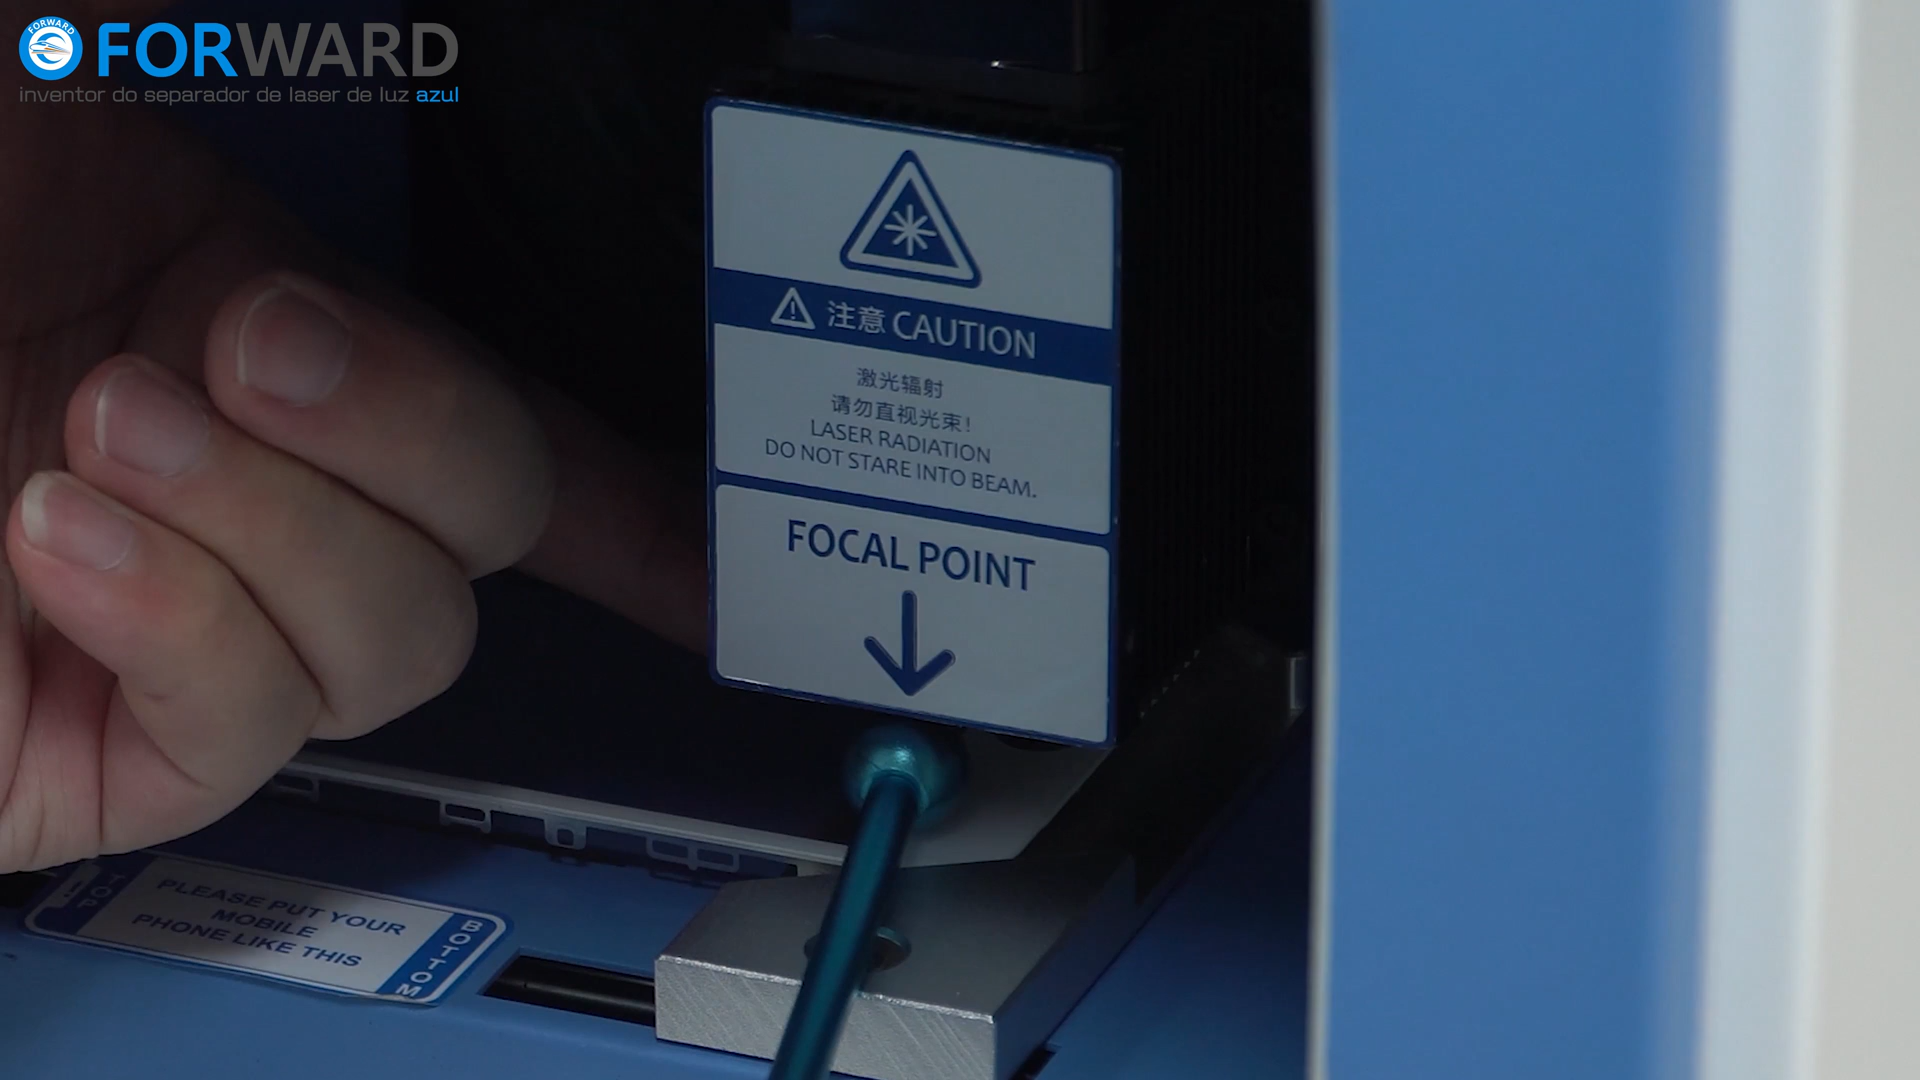 FORWARD
FORWARD
inventor do separador de laser de luz azul
注意 CAUTION
激光辐射
请勿直视光束!
LASER RADIATION
DO NOT STARE INTO BEAM.
FOCAL POINT
TOP
PLEASE PUT YOUR
MOBILE
PHONE LIKE THIS
BOTTOM